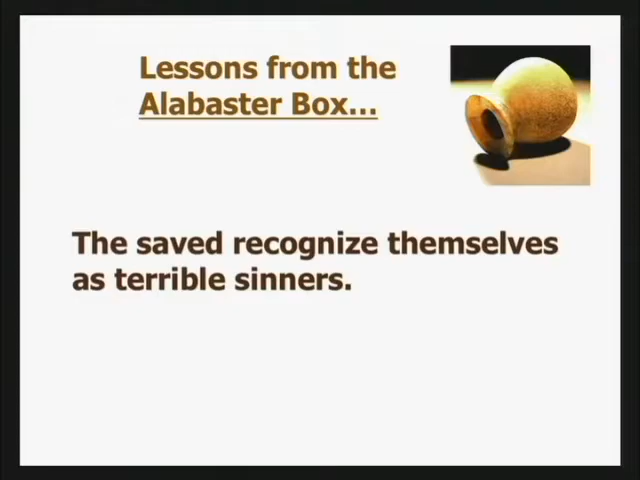 Lessons from the
Alabaster Box...
The saved recognize themselves
as terrible sinners.